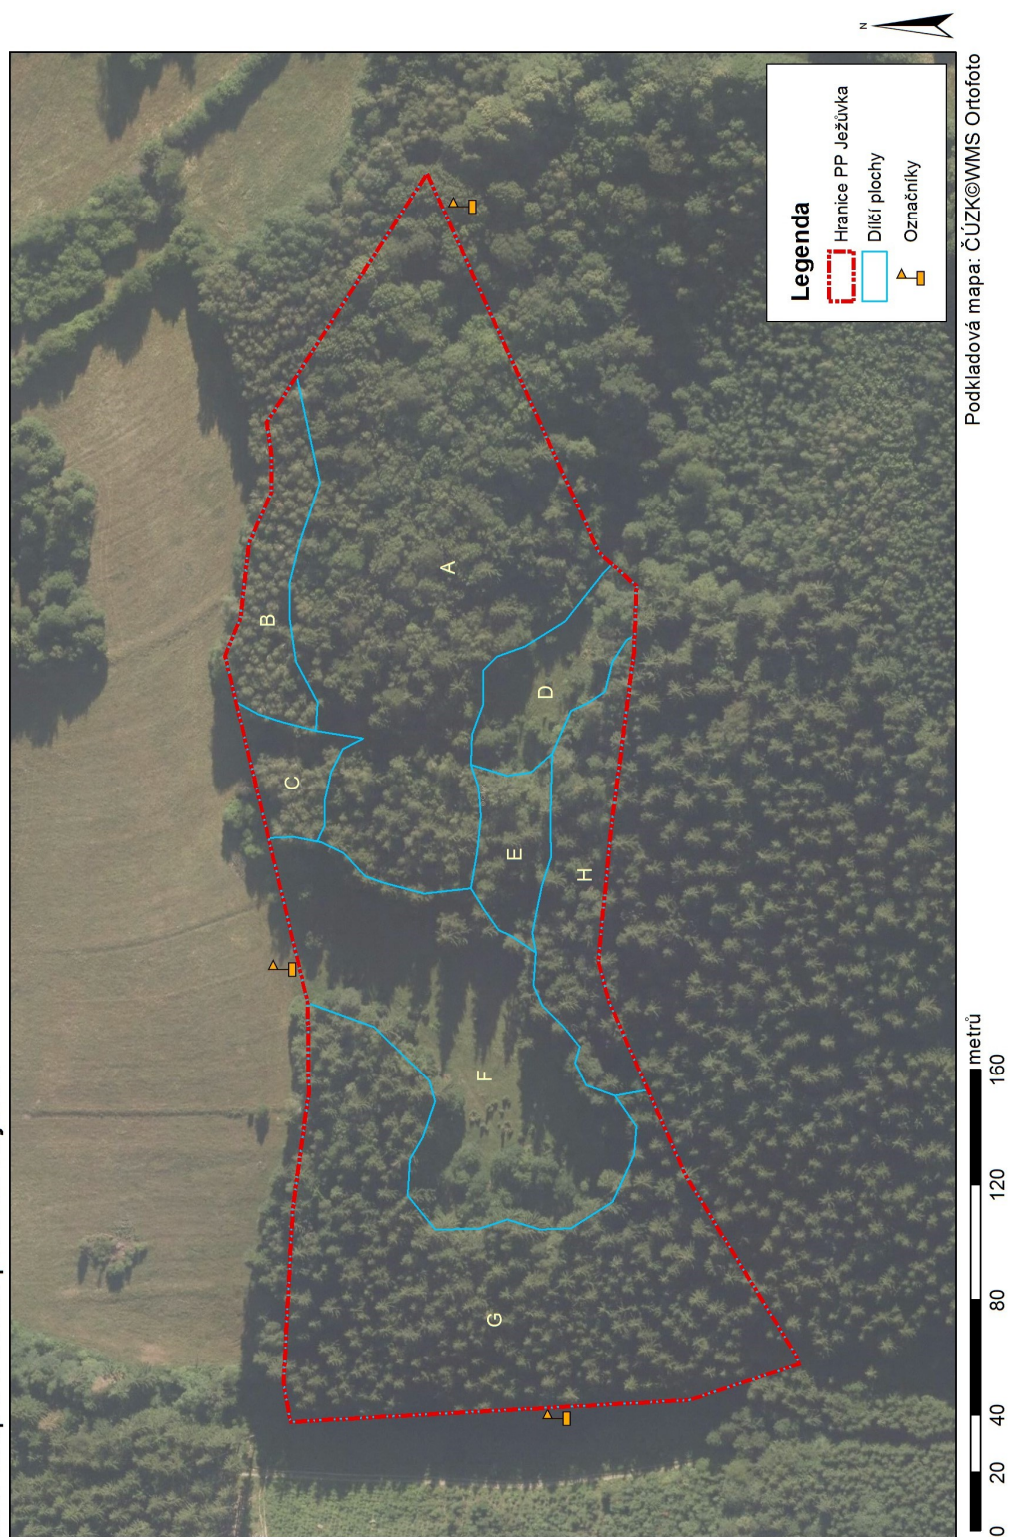 N
B
C
A
D
E
H
F
G
Legenda
Hranice PP Ježůvka
Dílčí plochy
Označníky
0 20 40 80 120 160
metrů
Podkladová mapa: ČÚZK©WMS Ortofoto